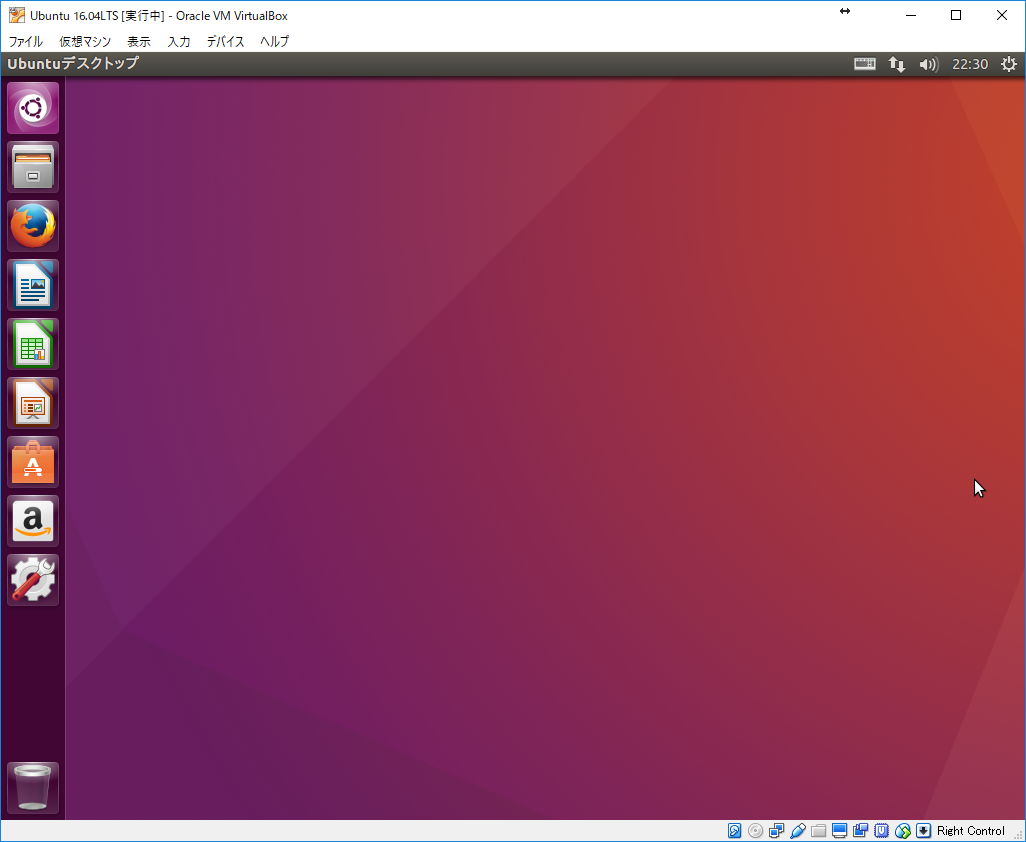 Ubuntu 16.04LTS [実行中] - Oracle VM VirtualBox
ファイル 仮想マシン 表示 入力 デバイス ヘルプ
Ubuntuデスクトップ 22:30
A
a
Right Control